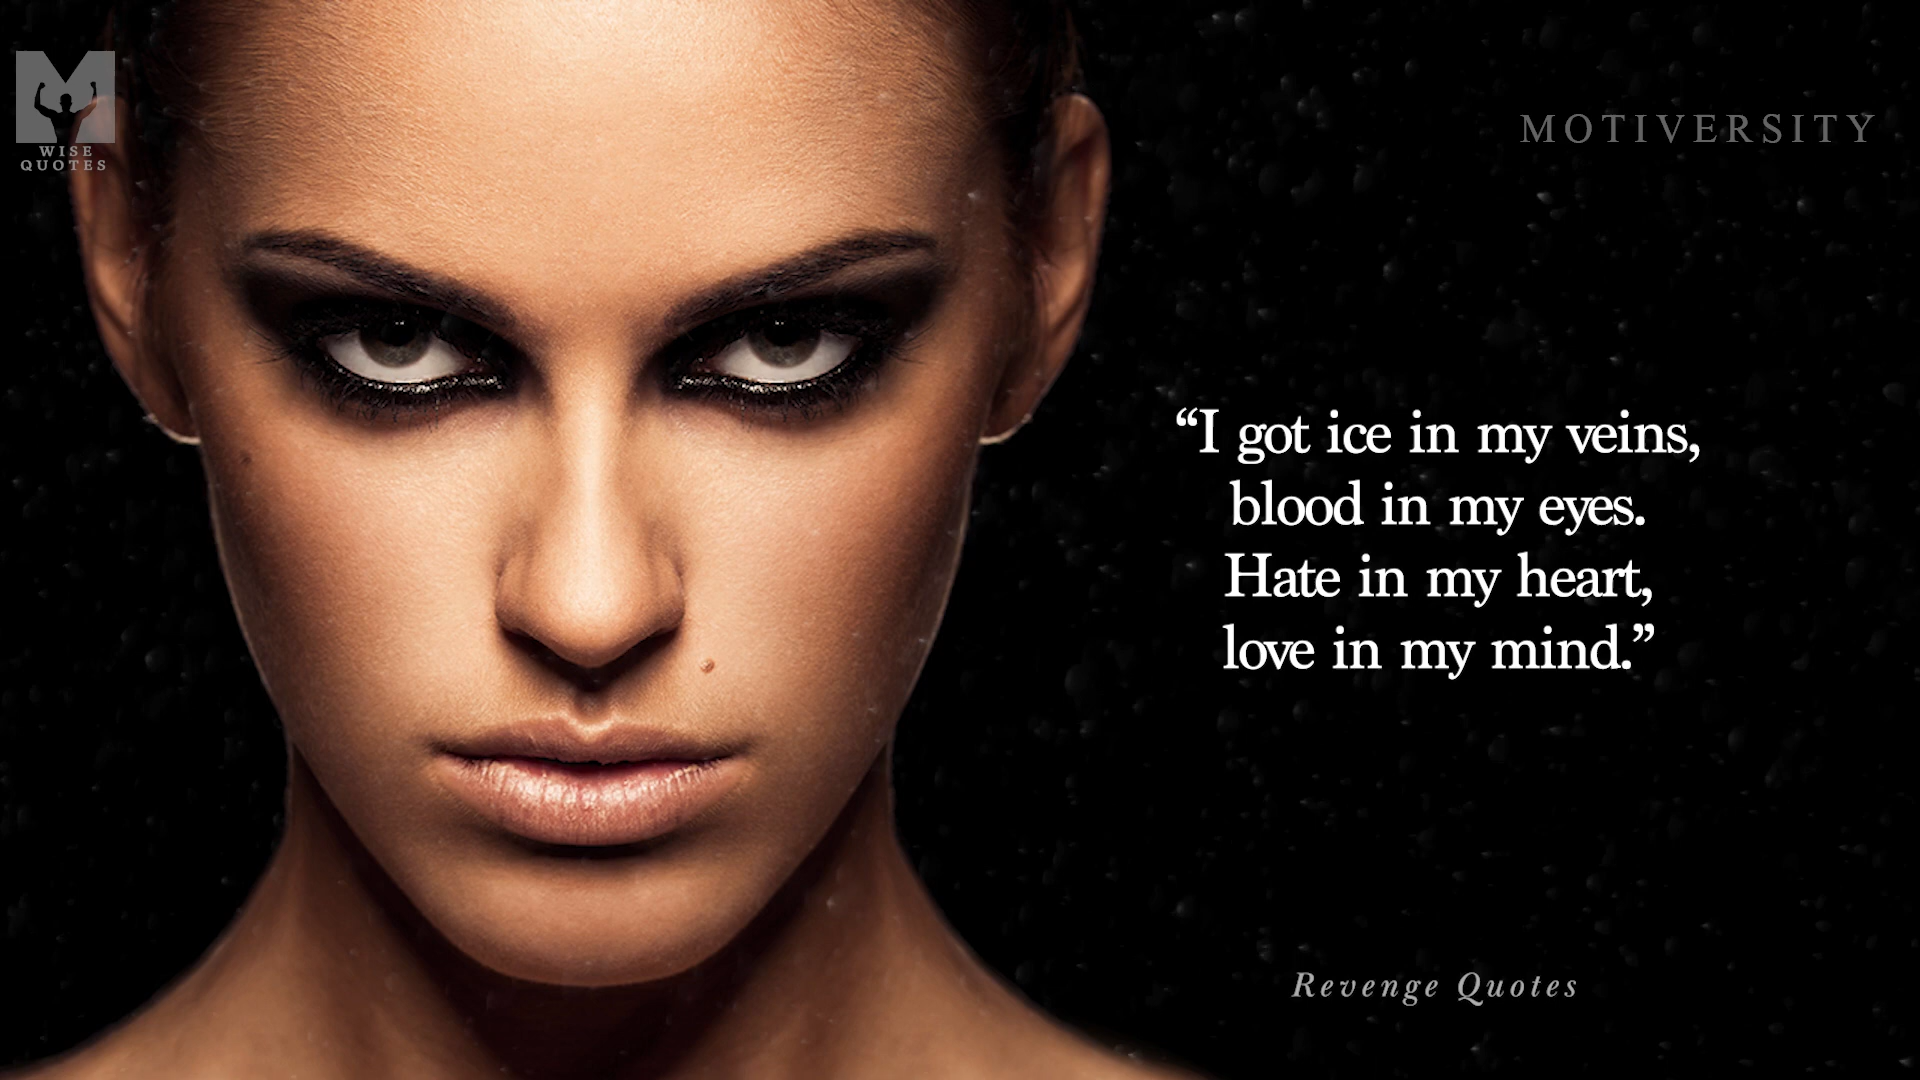 M
WISE
QUOTES
MOTIVERSITY
“I got ice in my veins,
blood in my eyes.
Hate in my heart,
love in my mind.”
Revenge Quotes